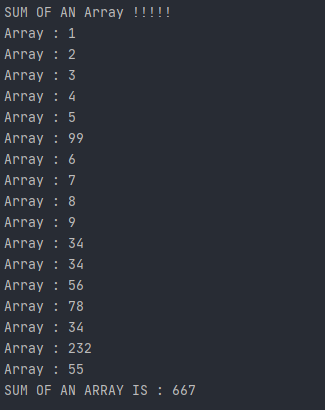 SUM OF AN Array !!!!!
Array : 1
Array : 2
Array : 3
Array : 4
Array : 5
Array : 99
Array : 6
Array : 7
Array : 8
Array : 9
Array : 34
Array : 34
Array : 56
Array : 78
Array : 34
Array : 232
Array : 55
SUM OF AN ARRAY IS : 667